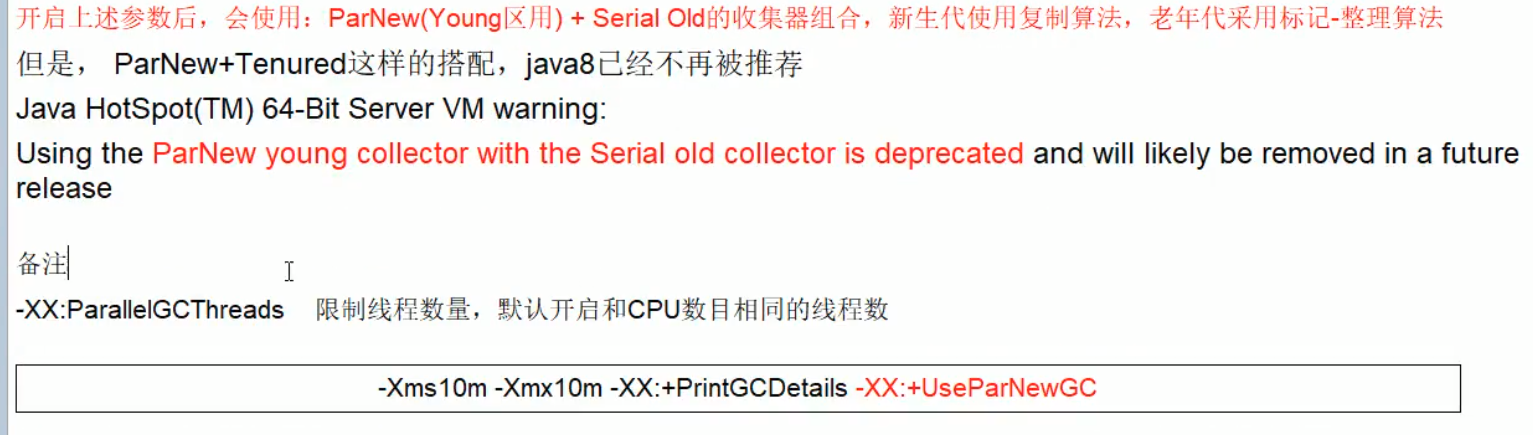 开启上述参数后，会使用：ParNew(Young区用) + Serial Old的收集器组合，新生代使用复制算法，老年代采用标记-整理算法
但是， ParNew+Tenured这样的搭配，java8已经不再被推荐
Java HotSpot(TM) 64-Bit Server VM warning:
Using the ParNew young collector with the Serial old collector is deprecated and will likely be removed in a future
release
备注
-XX:ParallelGCThreads 限制线程数量，默认开启和CPU数目相同的线程数
-Xms10m -Xmx10m -XX:+PrintGCDetails -XX:+UseParNewGC